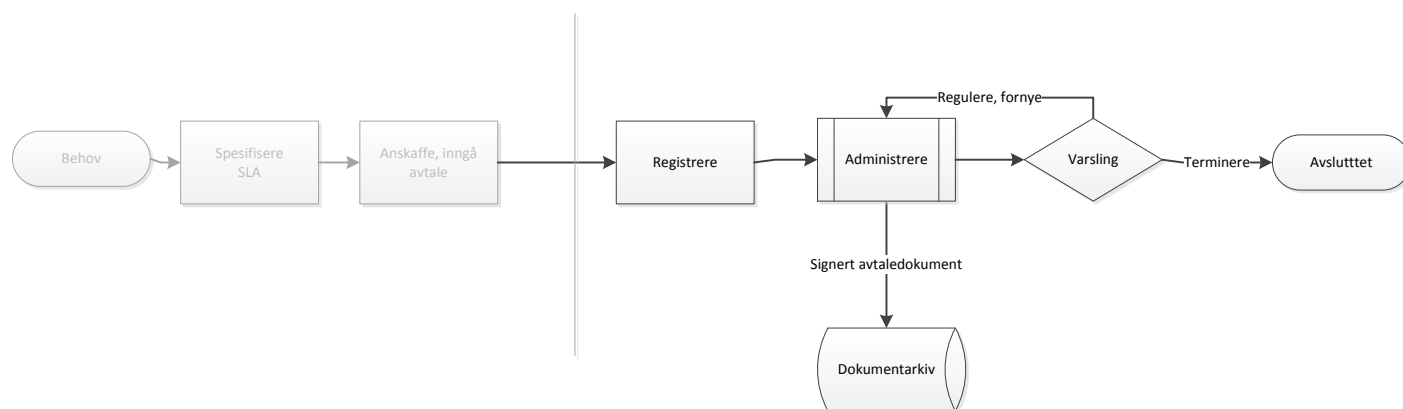 Regulere, fornye
Behov
Spesifisere
SLA
Anskaffe, inngå
avtale
Registrere
Administrere
Varsling
Terminere
Avslutttet
Signert avtaledokument
Dokumentarkiv